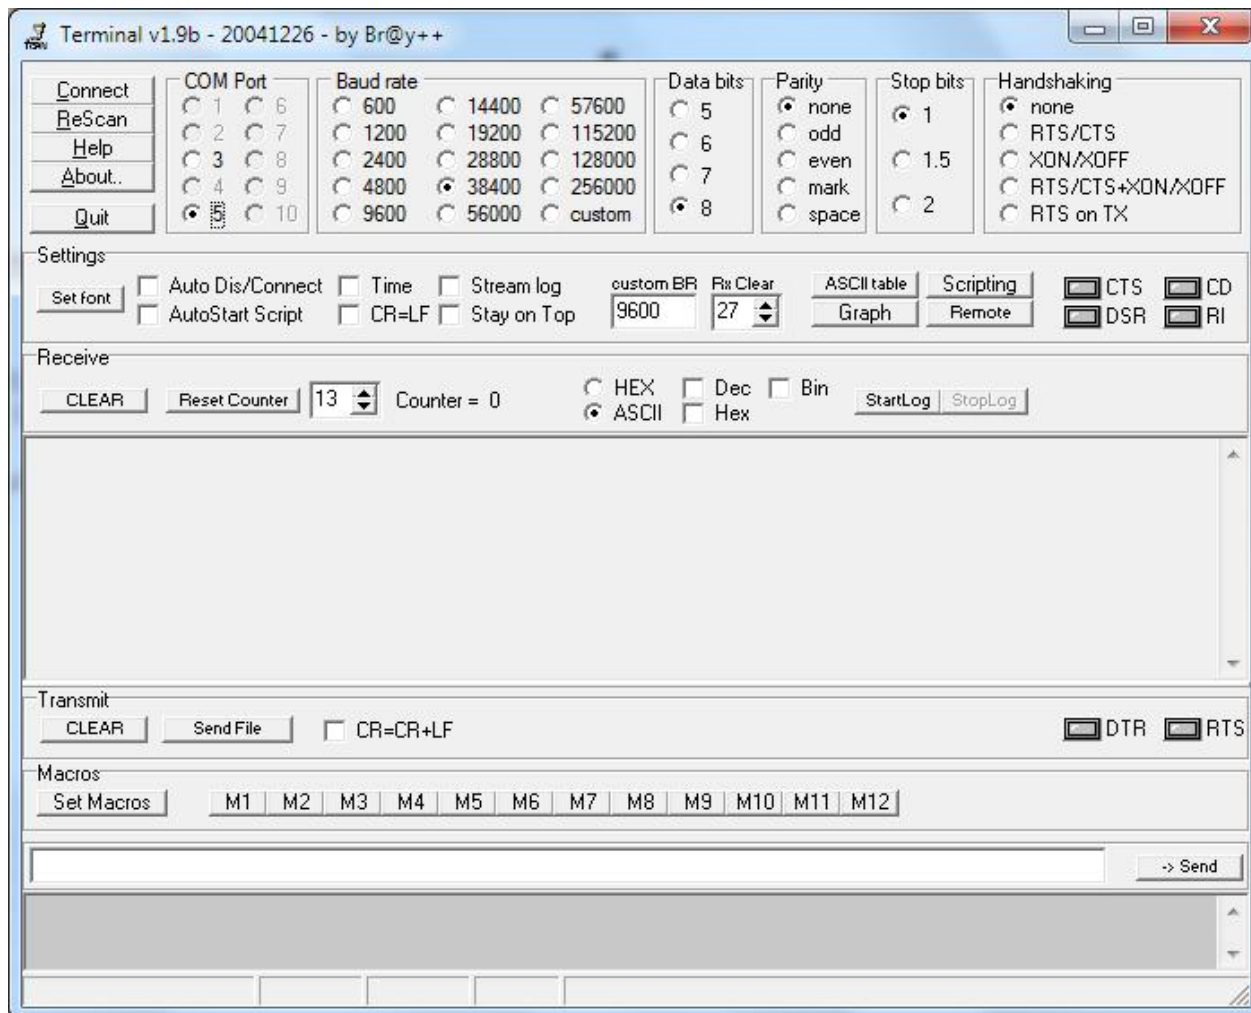 Terminal v1.9b - 20041226 - by Br@y++
Connect
ReScan
Help
About..
Quit
COM Port
1 6
2 7
3 8
4 9
5 10
Baud rate
600 14400 57600
1200 19200 115200
2400 28800 128000
4800 38400 256000
9600 56000 custom
Data bits
5
6
7
8
Parity
none
odd
even
mark
space
Stop bits
1
1.5
2
Handshaking
none
RTS/CTS
XON/XOFF
RTS/CTS+XON/XOFF
RTS on TX
Settings
Set font
Auto Dis/Connect Time Stream log
AutoStart Script CR=LF Stay on Top
custom BR Rx Clear
9600 27
ASCII table Scripting
Graph Remote
CTS CD
DSR RI
Receive
CLEAR Reset Counter 13 Counter = 0
HEX Dec Bin
ASCII Hex
StartLog StopLog
Transmit
CLEAR Send File CR=CR+LF DTR RTS
Macros
Set Macros M1 M2 M3 M4 M5 M6 M7 M8 M9 M10 M11 M12
-> Send